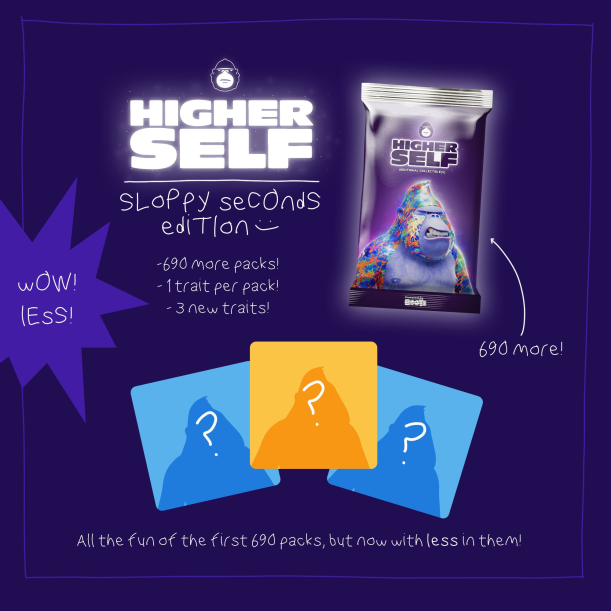 HIGHER
SELF
SLOPPY SECONDS
EDITION
-690 more packs!
- 1 trait per pack!
- 3 new traits!
WOW!
LESS!
HIGHER
SELF
690 more!
?
?
?
All the fun of the first 690 packs, but now with less in them!